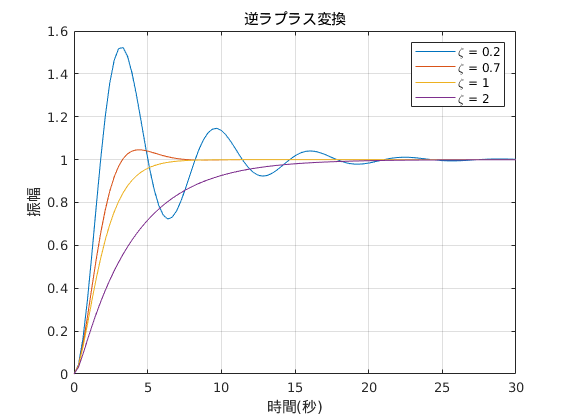 逆ラプラス変換
1.6
1.4
1.2
1
0.8
0.6
0.4
0.2
0
振幅
ζ = 0.2
ζ = 0.7
ζ = 1
ζ = 2
0 5 10 15 20 25 30
時間(秒)